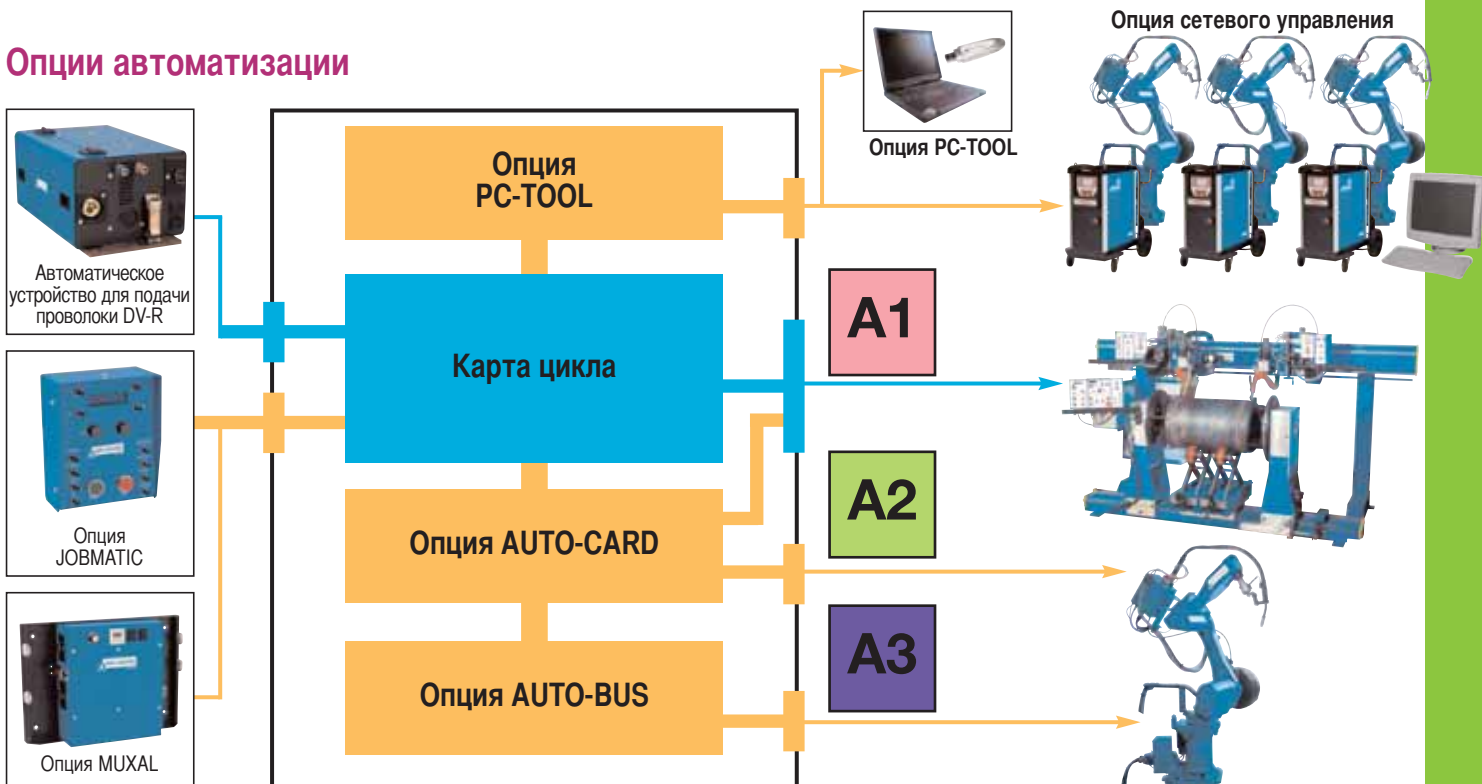 Опции автоматизации
Опция сетевого управления
Опция PC-TOOL
Опция
PC-TOOL
Автоматическое
устройство для подачи
проволоки DV-R
Карта цикла
A1
Опция
JOBMATIC
Опция AUTO-CARD
A2
Опция MUXAL
Опция AUTO-BUS
A3